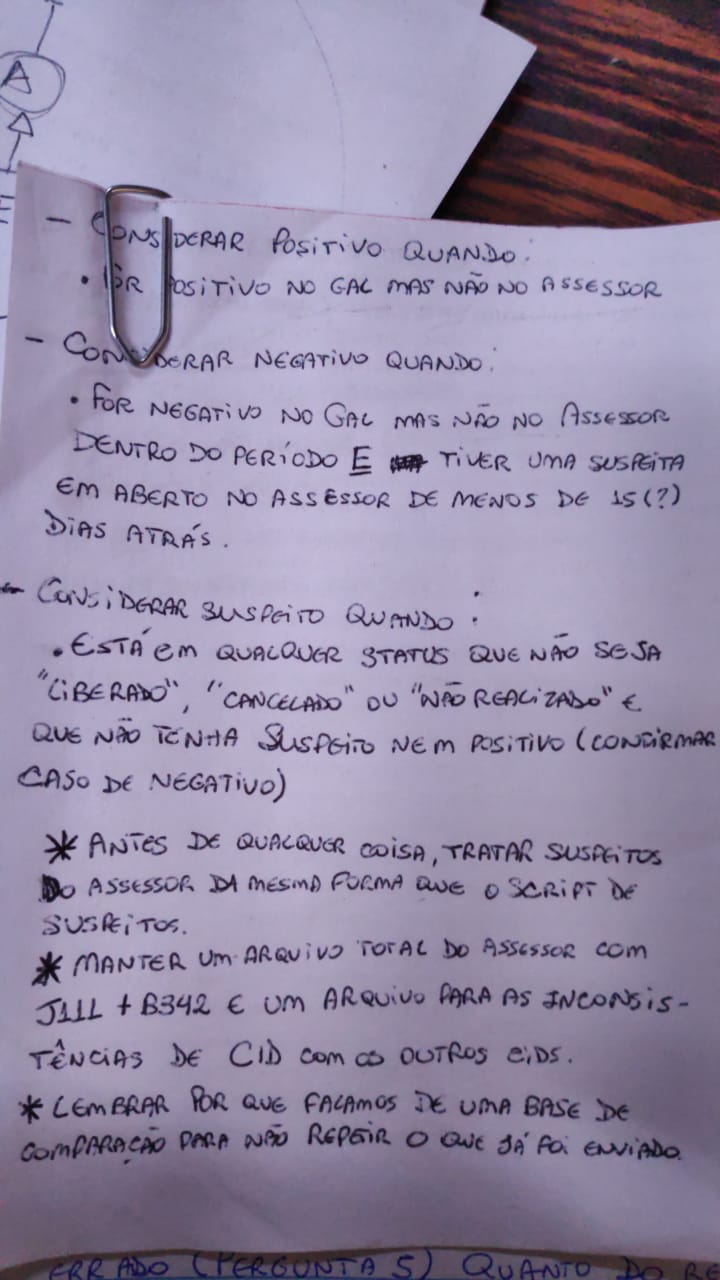 A
- CONSIDERAR POSITIVO QUANDO:
• FOR POSITIVO NO GAL MAS NÃO NO ASSESSOR
- CONSIDERAR NEGATIVO QUANDO:
• FOR NEGATIVO NO GAL MAS NÃO NO ASSESSOR
DENTRO DO PERÍODO E TIVER UMA SUSPEITA
EM ABERTO NO ASSESSOR DE MENOS DE 15(?)
DIAS ATRÁS.
- CONSIDERAR SUSPEITO QUANDO:
• ESTÁ EM QUALQUER STATUS QUE NÃO SEJA
"LIBERADO", "CANCELADO" OU "NÃO REALIZADO" E
QUE NÃO TENHA SUSPEITO NEM POSITIVO (CONFIRMAR
CASO DE NEGATIVO)
* ANTES DE QUALQUER COISA, TRATAR SUSPEITOS
DO ASSESSOR DA MESMA FORMA QUE O SCRIPT DE
SUSPEITOS.
* MANTER UM ARQUIVO TOTAL DO ASSESSOR COM
J111 + B342 E UM ARQUIVO PARA AS INCONSIS-
TÊNCIAS DE CID COM OS OUTROS CIDS.
* LEMBRAR POR QUE FALAMOS DE UMA BASE DE
COMPARAÇÃO PARA NÃO REPEIR O QUE JÁ FOI ENVIADO.
ERRADO (PERGUNTA 5) QUANTO DO RE